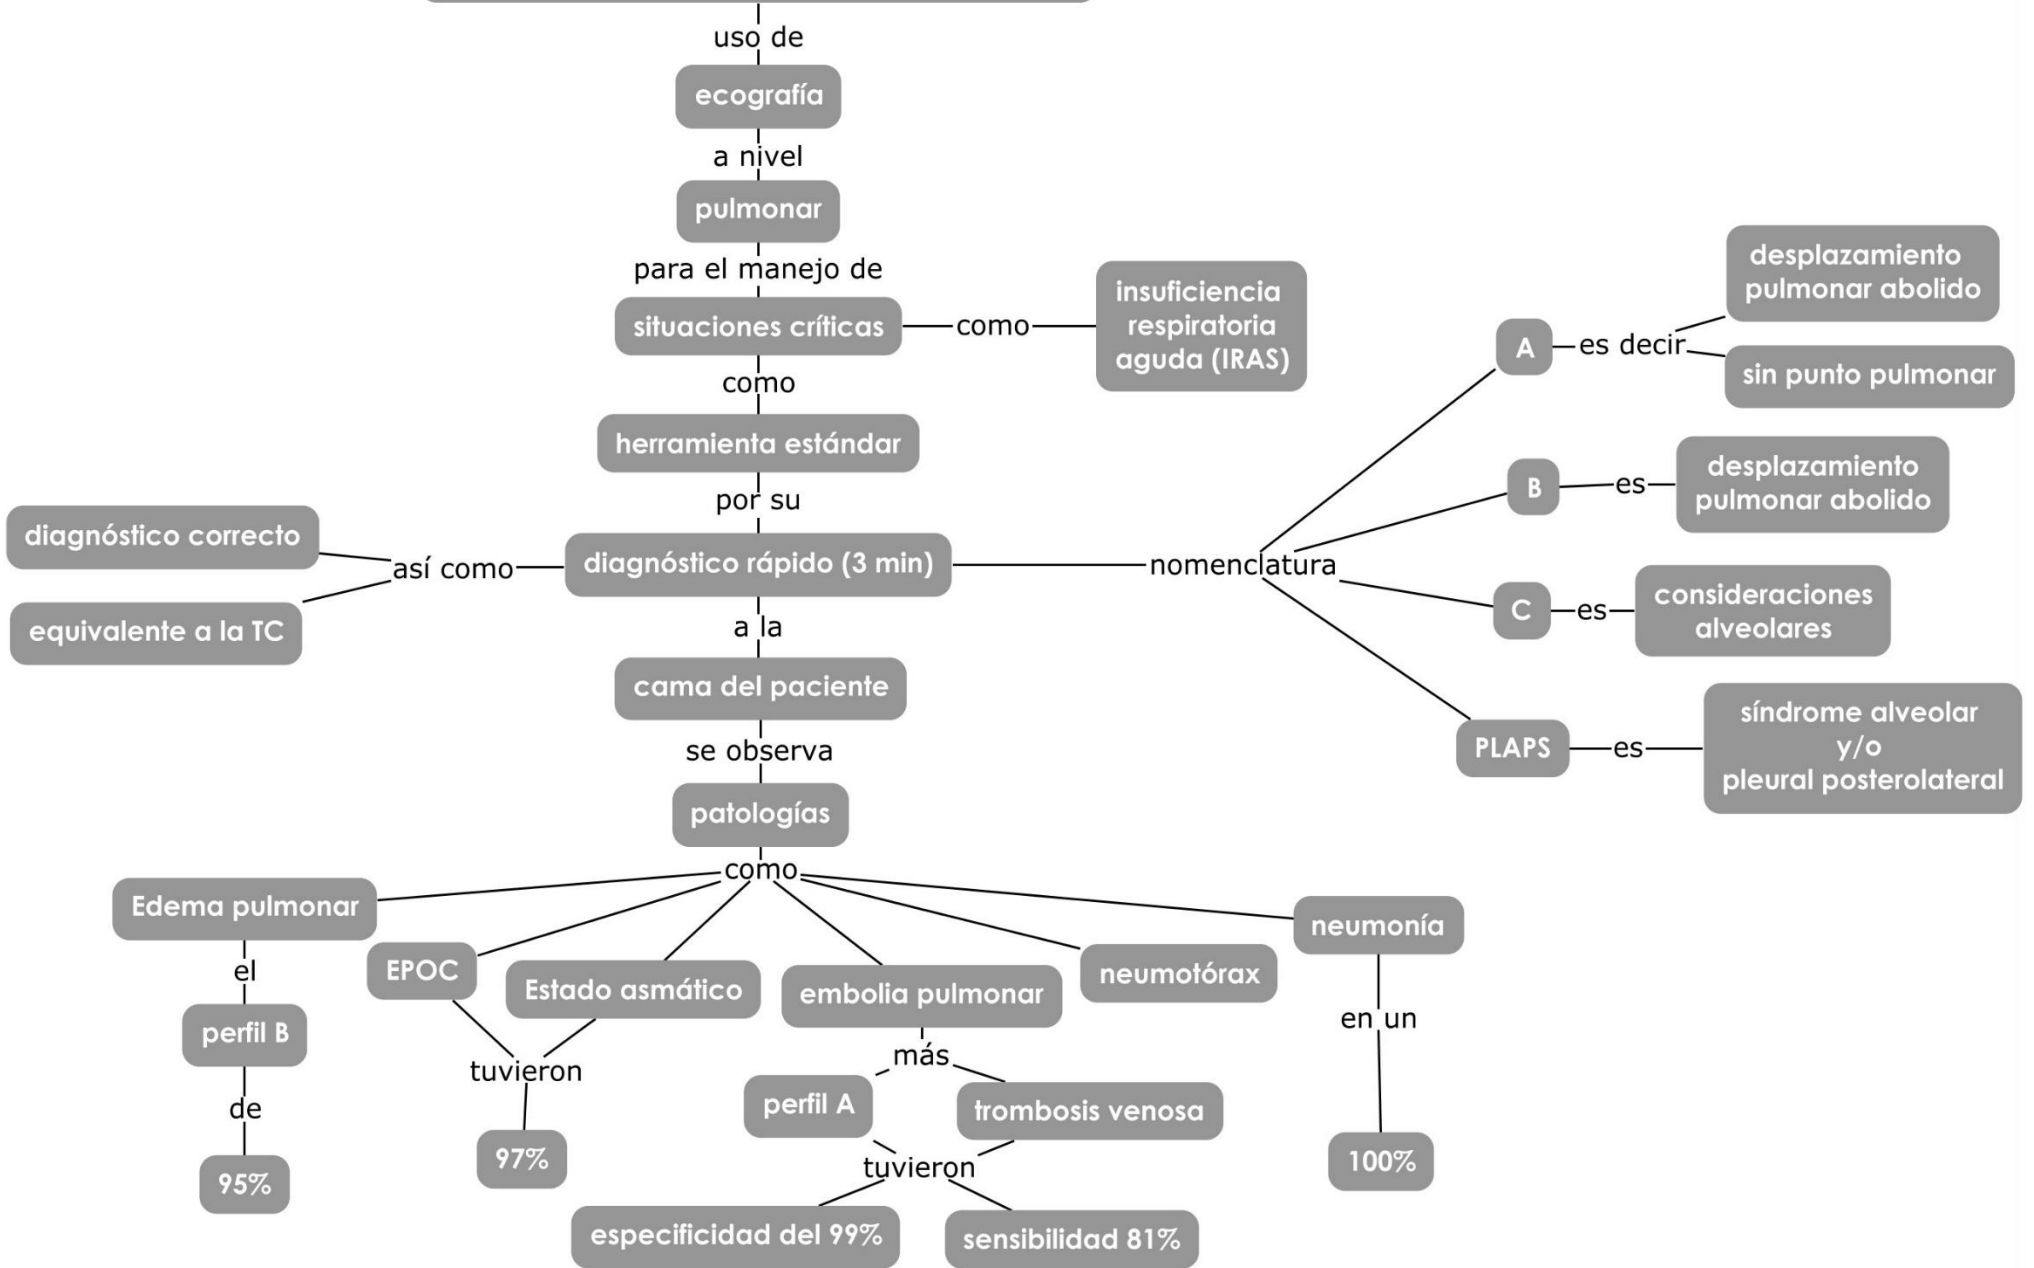 uso de
ecografía
a nivel
pulmonar
para el manejo de
situaciones críticas
como
insuficiencia
respiratoria
aguda (IRAS)
como
herramienta estándar
por su
diagnóstico rápido (3 min)
así como
diagnóstico correcto
equivalente a la TC
nomenclatura
A
es decir
desplazamiento
pulmonar abolido
sin punto pulmonar
B
es
desplazamiento
pulmonar abolido
C
es
consideraciones
alveolares
PLAPS
es
síndrome alveolar
y/o
pleural posterolateral
a la
cama del paciente
se observa
patologías
como
Edema pulmonar
el
perfil B
de
95%
EPOC
Estado asmático
tuvieron
97%
embolia pulmonar
más
perfil A
trombosis venosa
tuvieron
especificidad del 99%
sensibilidad 81%
neumotórax
neumonía
en un
100%